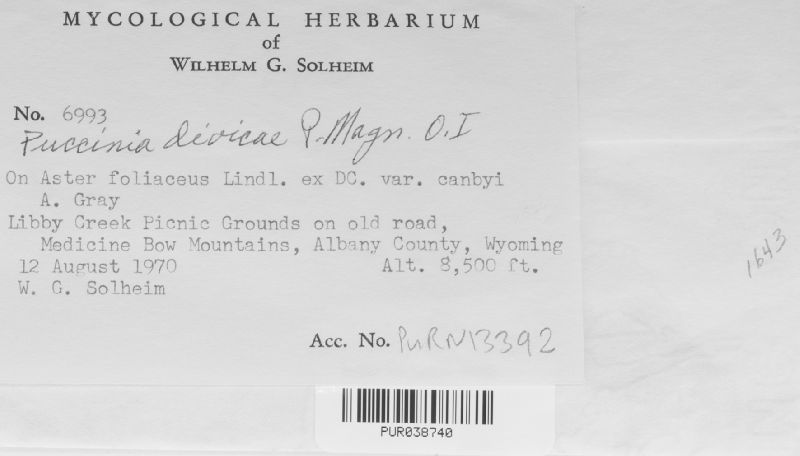 MYCOLOGICAL HERBARIUM
of
WILHELM G. SOLHEIM
No. 6993
Puccinia divicae P. Magn. O.I
On Aster foliaceus Lindl. ex DC. var. canbyi
A. Gray
Libby Creek Picnic Grounds on old road,
Medicine Bow Mountains, Albany County, Wyoming
12 August 1970 Alt. 8,500 ft.
W. G. Solheim
1643
Acc. No. PURN13392
PUR038740